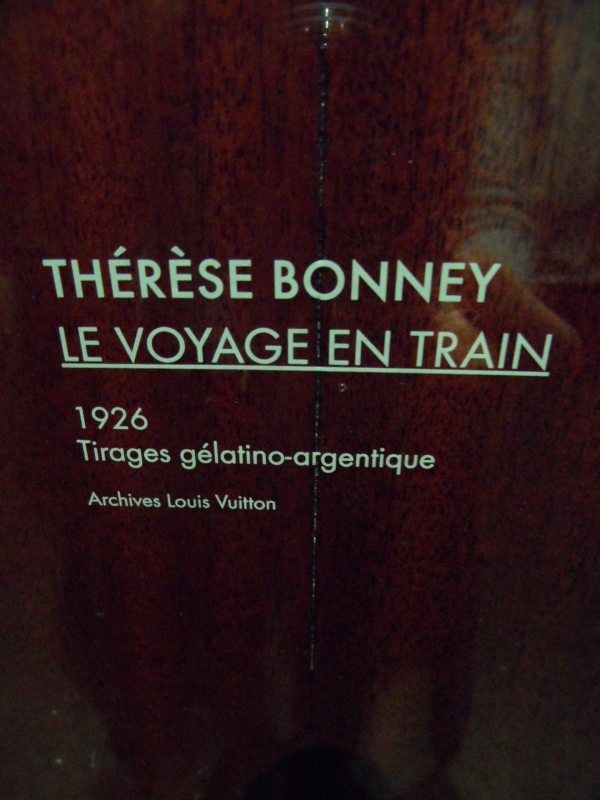 THÉRÈSE BONNEY
LE VOYAGE EN TRAIN
1926
Tirages gélatino-argentique
Archives Louis Vuitton